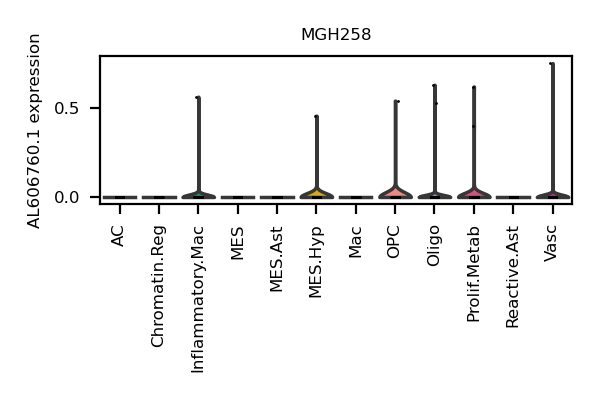 MGH258
AL606760.1 expression
0.5
0.0
AC
Chromatin.Reg
Inflammatory.Mac
MES
MES.Ast
MES.Hyp
Mac
OPC
Oligo
Prolif.Metab
Reactive.Ast
Vasc